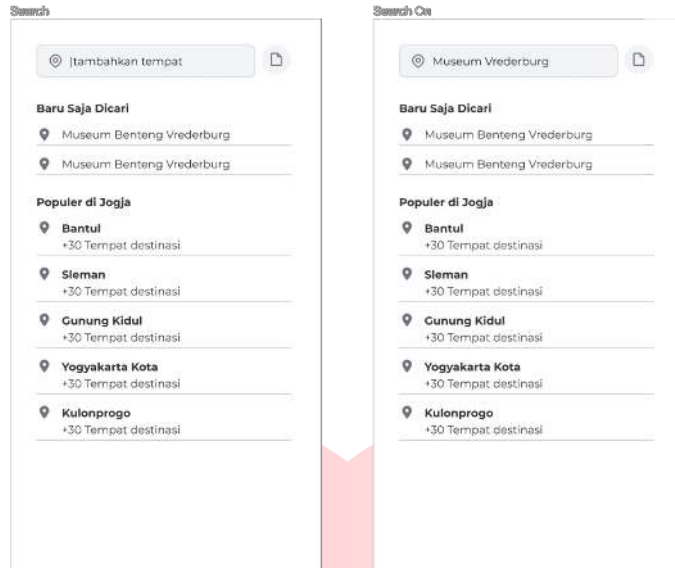 Search
|tambahkan tempat
Baru Saja Dicari
Museum Benteng Vrederburg
Museum Benteng Vrederburg
Populer di Jogja
Bantul
+30 Tempat destinasi
Sleman
+30 Tempat destinasi
Gunung Kidul
+30 Tempat destinasi
Yogyakarta Kota
+30 Tempat destinasi
Kulonprogo
+30 Tempat destinasi
Search On
Museum Vrederburg
Baru Saja Dicari
Museum Benteng Vrederburg
Museum Benteng Vrederburg
Populer di Jogja
Bantul
+30 Tempat destinasi
Sleman
+30 Tempat destinasi
Gunung Kidul
+30 Tempat destinasi
Yogyakarta Kota
+30 Tempat destinasi
Kulonprogo
+30 Tempat destinasi